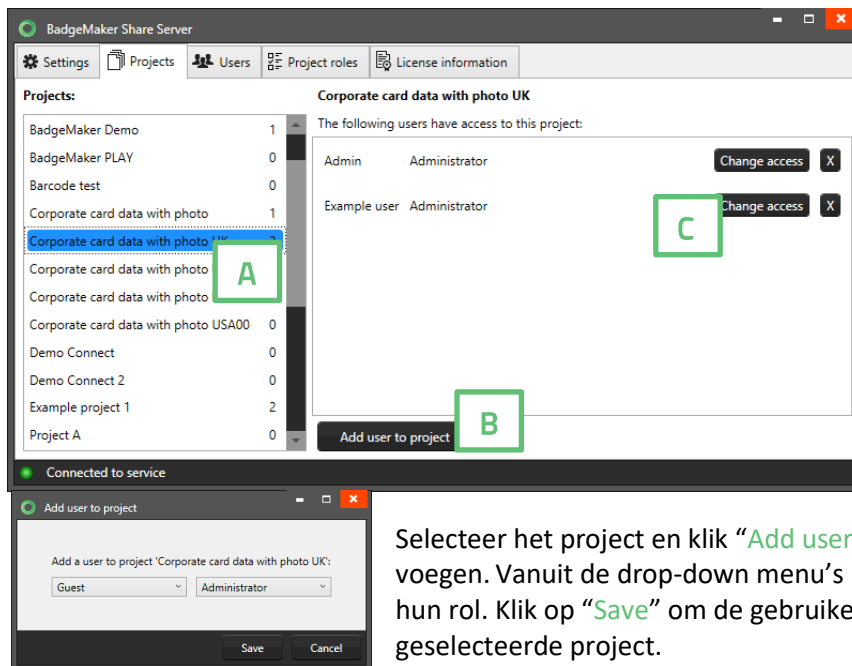 BadgeMaker Share Server
Settings Projects Users Project roles License information
Projects:
BadgeMaker Demo 1
BadgeMaker PLAY 0
Barcode test 0
Corporate card data with photo 1
Corporate card data with photo UK
Corporate card data with photo
Corporate card data with photo
Corporate card data with photo USA00 0
Demo Connect 0
Demo Connect 2 0
Example project 1 2
Project A 0
A
Corporate card data with photo UK
The following users have access to this project:
Admin Administrator Change access X
Example user Administrator Change access X
C
Add user to project
B
Connected to service
Add user to project
Add a user to project 'Corporate card data with photo UK':
Guest Administrator
Save Cancel
Selecteer het project en klik “Add user
voegen. Vanuit de drop-down menu’s
hun rol. Klik op “Save” om de gebruike
geselecteerde project.